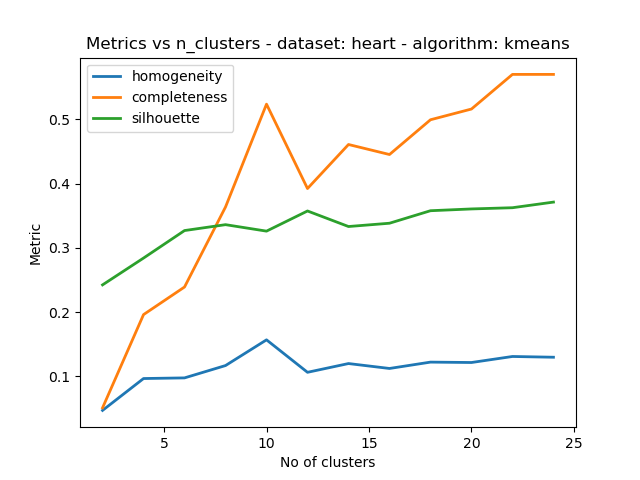 Metrics vs n_clusters - dataset: heart - algorithm: kmeans
homogeneity
completeness
silhouette
0.5
0.4
0.3
0.2
0.1
Metric
5
10
15
20
25
No of clusters